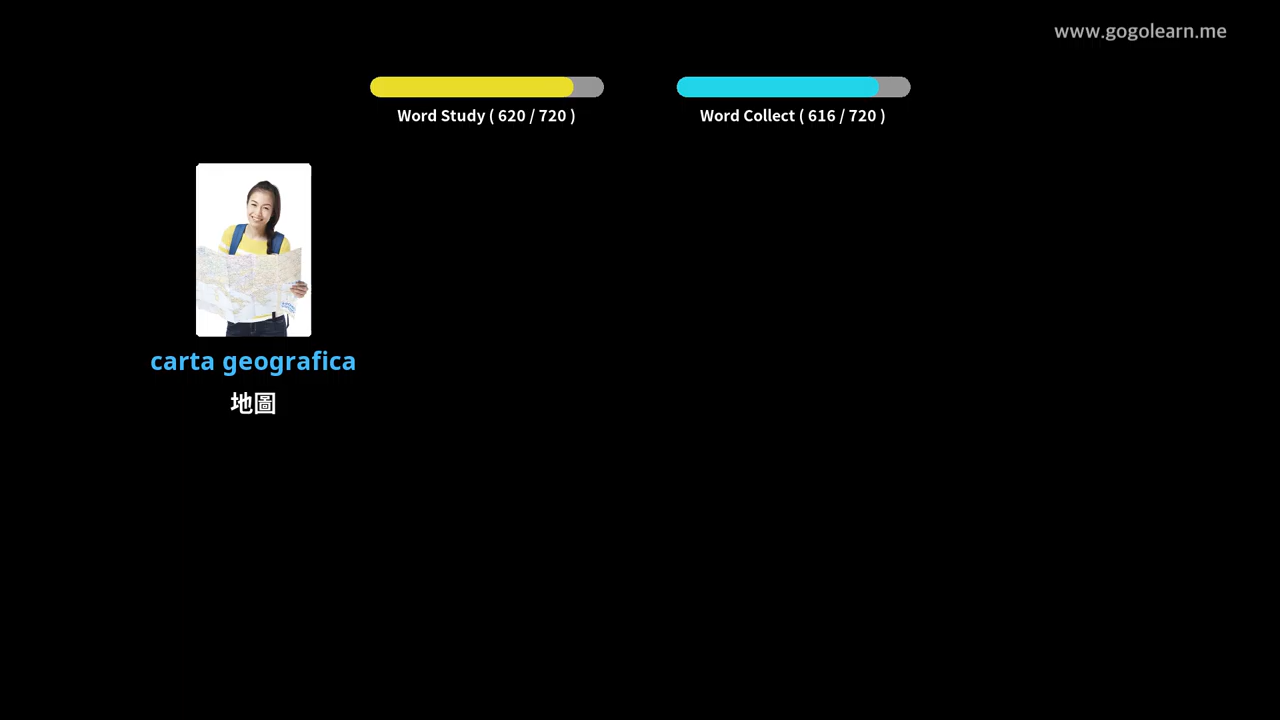 www.gogolearn.me
Word Study ( 620 / 720 )
Word Collect ( 616 / 720 )
carta geografica
地圖